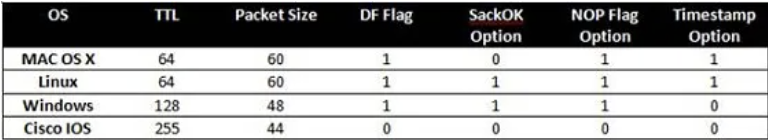 OS TTL Packet Size DF Flag SackOK Option NOP Flag Option Timestamp Option
MAC OS X 64 60 1 0 1 1
Linux 64 60 1 1 1 1
Windows 128 48 1 1 1 0
Cisco IOS 255 44 0 0 0 0